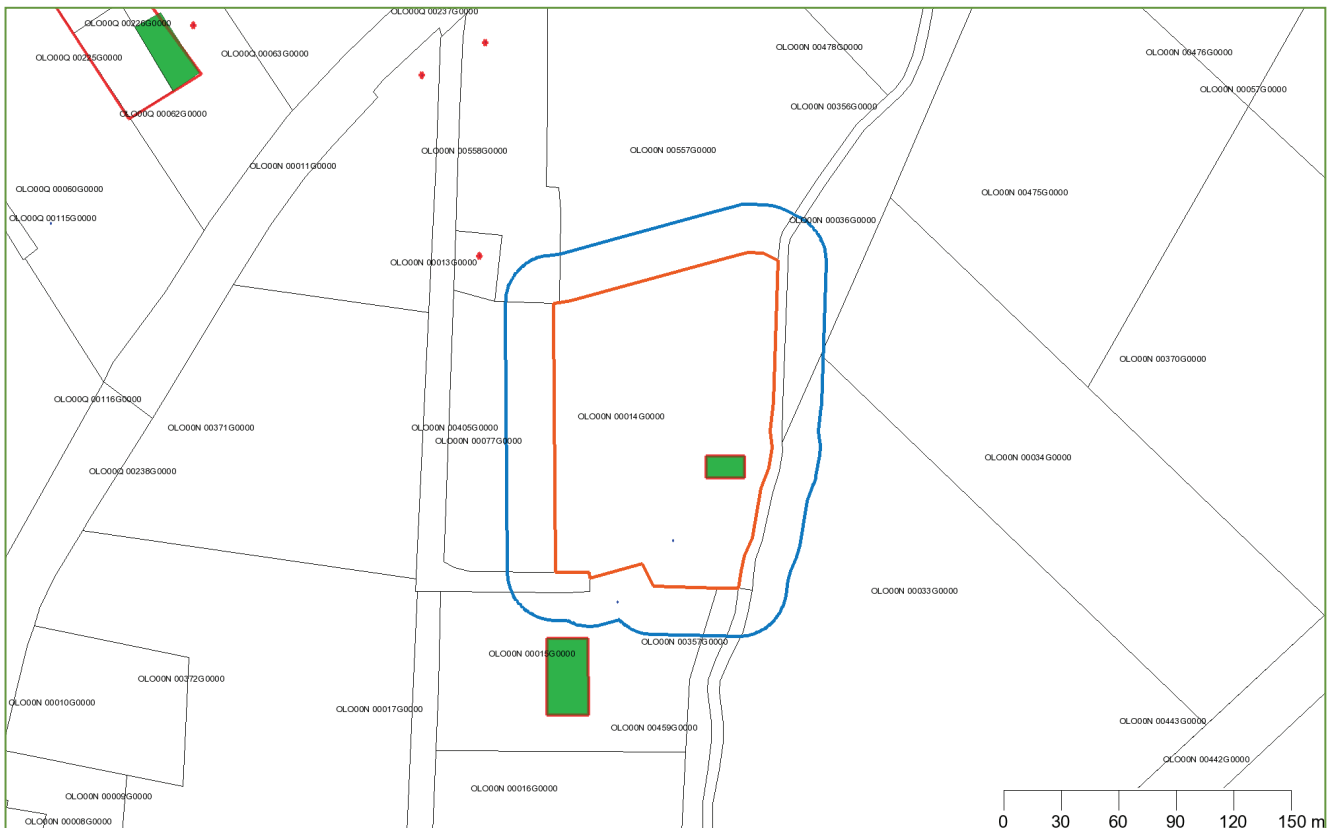 OLO00Q 00237G0000
OLO00Q 00226G0000
OLO00Q 00225G0000
OLO00Q 00063G0000
OLO00N 00478G0000
OLO00N 00476G0000
OLO00N 00057G0000
OLO00N 00356G0000
OLO00Q 00062G0000
OLO00N 00558G0000
OLO00N 00557G0000
OLO00N 00011G0000
OLO00Q 00060G0000
OLO00N 00475G0000
OLO00Q 00115G0000
OLO00N 00036G0000
OLO00N 00013G0000
OLO00N 00370G0000
OLO00Q 00116G0000
OLO00N 00014G0000
OLO00N 00371G0000
OLO00N 00405G0000
OLO00N 00077G0000
OLO00N 00034G0000
OLO00Q 00238G0000
OLO00N 00033G0000
OLO00N 00357G0000
OLO00N 00015G0000
OLO00N 00372G0000
OLO00N 00010G0000
OLO00N 00017G0000
OLO00N 00443G0000
OLO00N 00459G0000
OLO00N 00442G0000
OLO00N 00016G0000
OLO00N 00009G0000
OLO00N 00008G0000
0 30 60 90 120 150 m